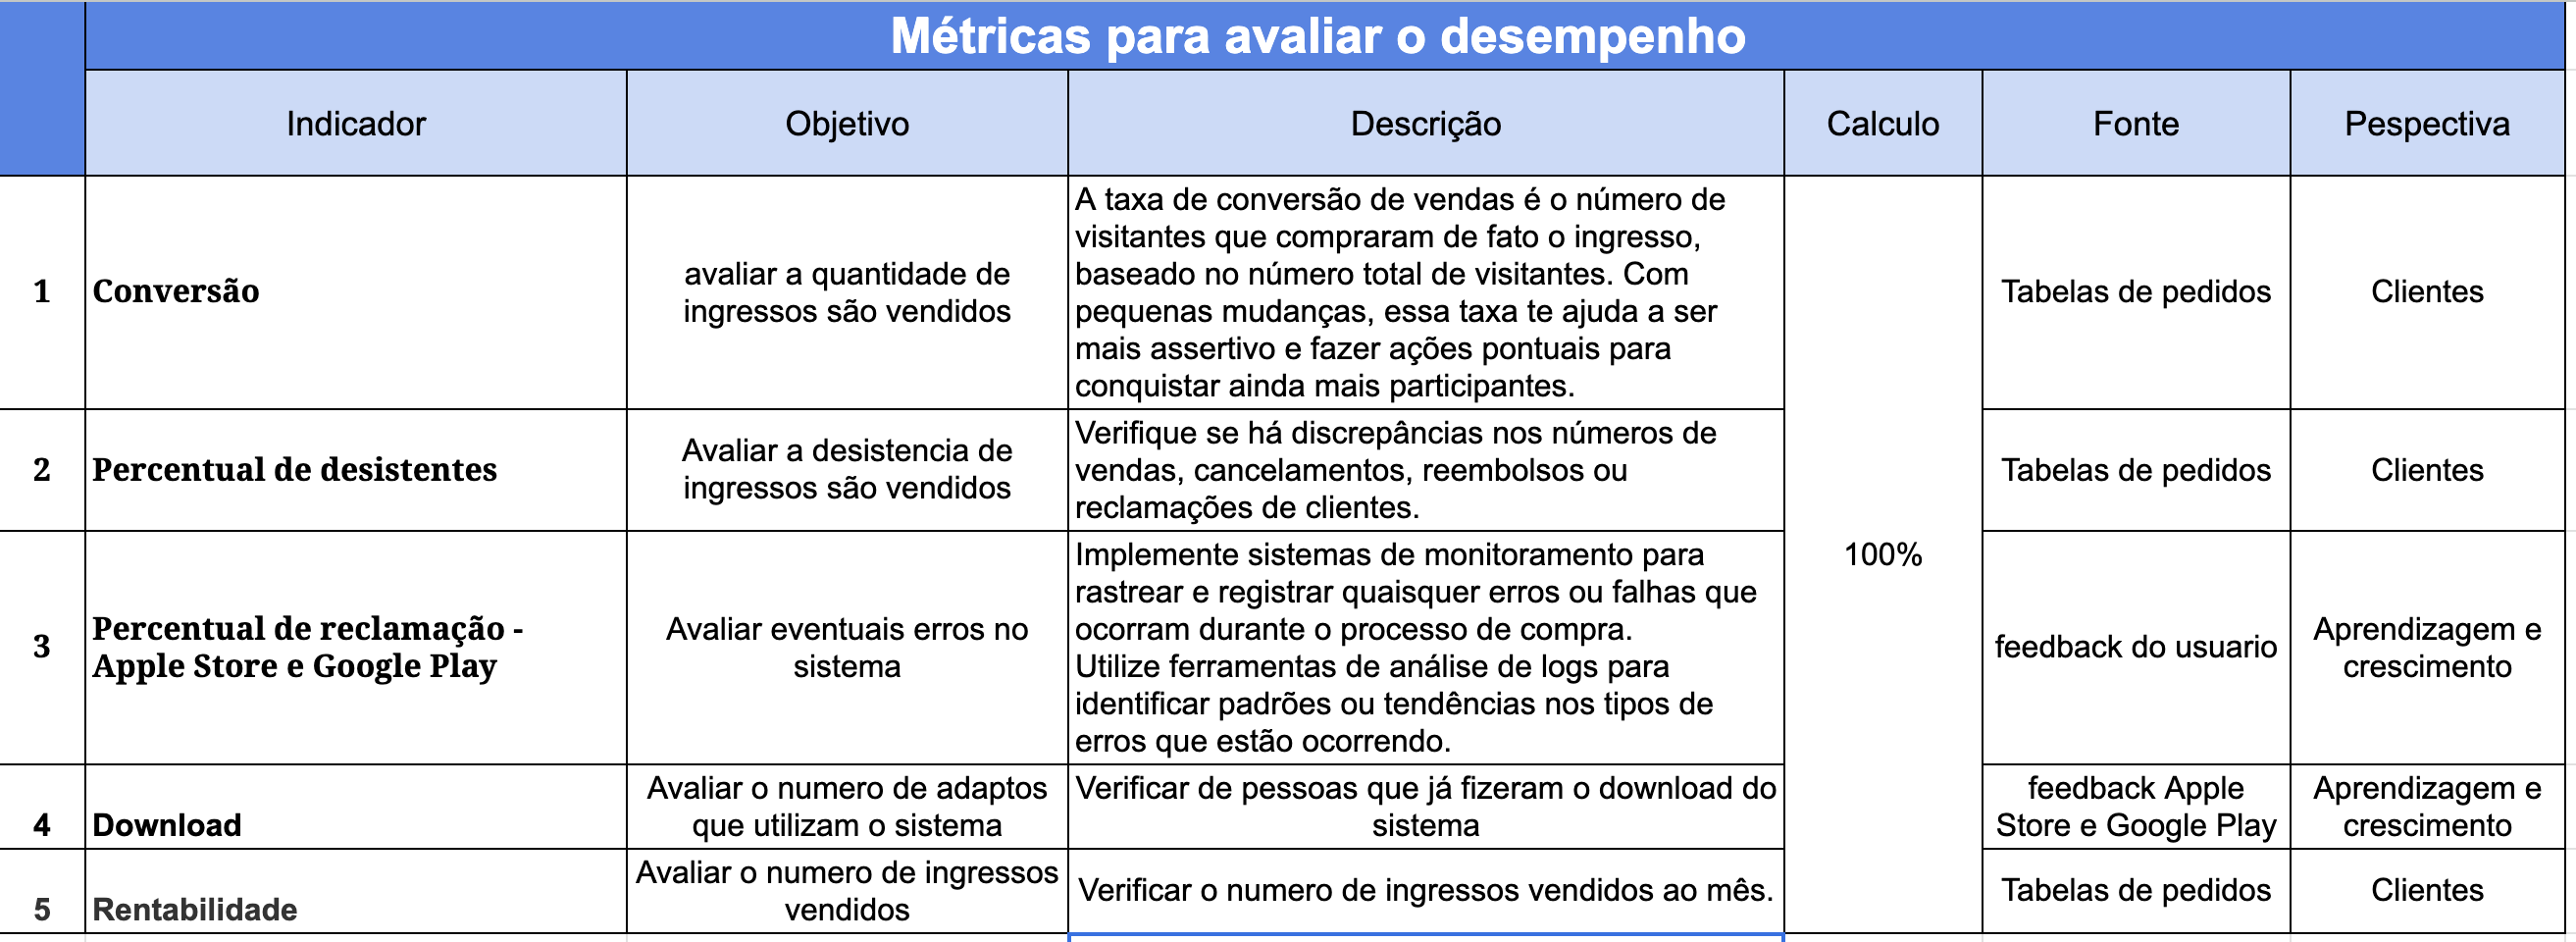 Métricas para avaliar o desempenho
Indicador
Objetivo
Descrição
Calculo
Fonte
Pespectiva
1
Conversão
avaliar a quantidade de
ingressos são vendidos
A taxa de conversão de vendas é o número de
visitantes que compraram de fato o ingresso,
baseado no número total de visitantes. Com
pequenas mudanças, essa taxa te ajuda a ser
mais assertivo e fazer ações pontuais para
conquistar ainda mais participantes.
100%
Tabelas de pedidos
Clientes
2
Percentual de desistentes
Avaliar a desistencia de
ingressos são vendidos
Verifique se há discrepâncias nos números de
vendas, cancelamentos, reembolsos ou
reclamações de clientes.
Tabelas de pedidos
Clientes
3
Percentual de reclamação -
Apple Store e Google Play
Avaliar eventuais erros no
sistema
Implemente sistemas de monitoramento para
rastrear e registrar quaisquer erros ou falhas que
ocorram durante o processo de compra.
Utilize ferramentas de análise de logs para
identificar padrões ou tendências nos tipos de
erros que estão ocorrendo.
feedback do usuario
Aprendizagem e
crescimento
4
Download
Avaliar o numero de adaptos
que utilizam o sistema
Verificar de pessoas que já fizeram o download do
sistema
feedback Apple
Store e Google Play
Aprendizagem e
crescimento
5
Rentabilidade
Avaliar o numero de ingressos
vendidos
Verificar o numero de ingressos vendidos ao mês.
Tabelas de pedidos
Clientes